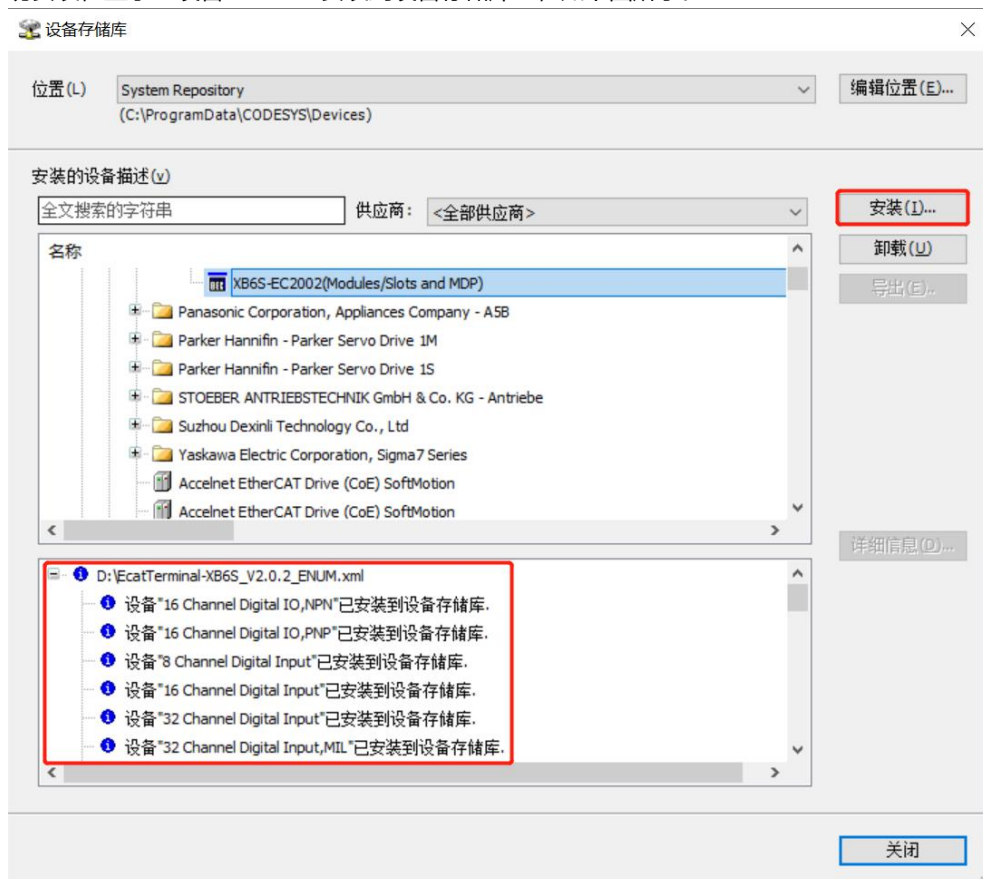 设备存储库
位置(L)
System Repository
编辑位置(E)...
(C:\ProgramData\CODESYS\Devices)
安装的设备描述(v)
全文搜索的字符串
供应商:
<全部供应商>
安装(I)...
名称
卸载(U)
XB6S-EC2002(Modules/Slots and MDP)
导出(E)..
Panasonic Corporation, Appliances Company - A5B
Parker Hannifin - Parker Servo Drive 1M
Parker Hannifin - Parker Servo Drive 1S
STOEBER ANTRIEBSTECHNIK GmbH & Co. KG - Antriebe
Suzhou Dexinli Technology Co., Ltd
Yaskawa Electric Corporation, Sigma7 Series
Accelnet EtherCAT Drive (CoE) SoftMotion
Accelnet EtherCAT Drive (CoE) SoftMotion
详细信息(D)...
D:\EcatTerminal-XB6S_V2.0.2_ENUM.xml
设备"16 Channel Digital IO,NPN"已安装到设备存储库.
设备"16 Channel Digital IO,PNP"已安装到设备存储库.
设备"8 Channel Digital Input"已安装到设备存储库.
设备"16 Channel Digital Input"已安装到设备存储库.
设备"32 Channel Digital Input"已安装到设备存储库.
设备"32 Channel Digital Input,MIL"已安装到设备存储库.
关闭